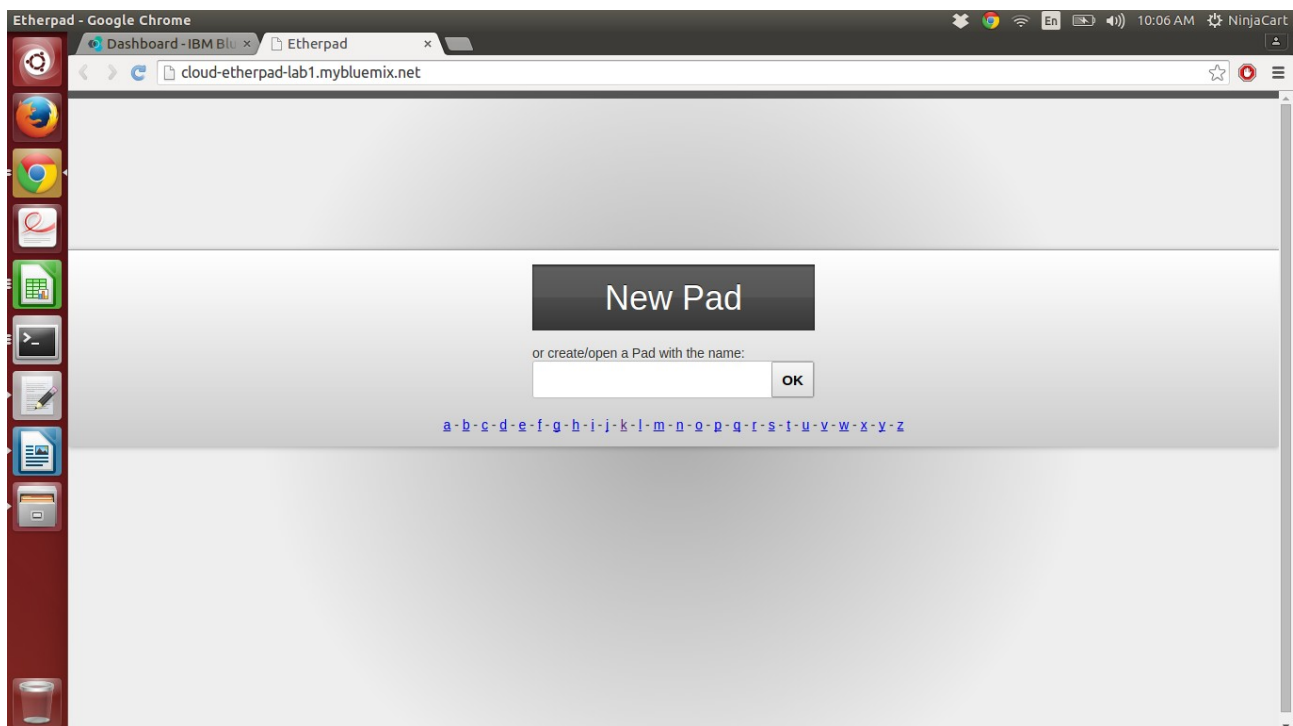 Etherpad - Google Chrome En 10:06 AM NinjaCart
Dashboard - IBM Blu × Etherpad ×
cloud-etherpad-lab1.mybluemix.net
New Pad
or create/open a Pad with the name:
OK
a - b - c - d - e - f - g - h - i - j - k - l - m - n - o - p - q - r - s - t - u - v - w - x - y - z